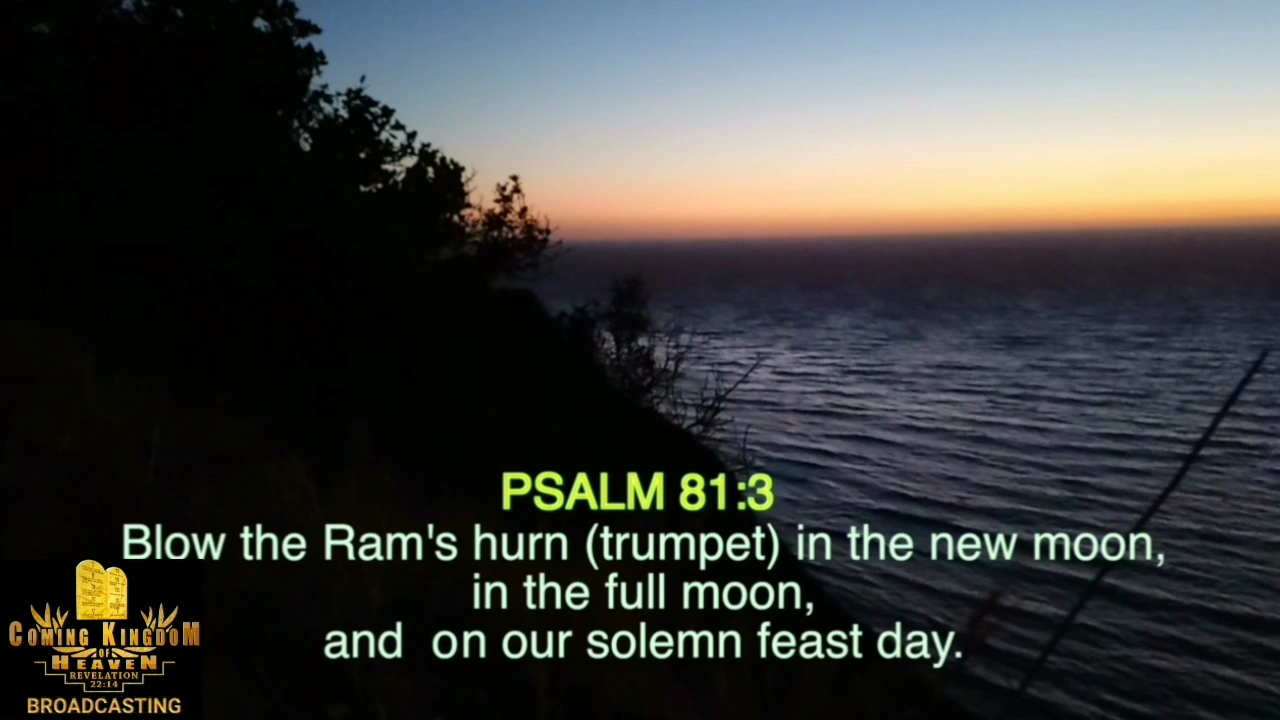 PSALM 81:3
Blow the Ram's hurn (trumpet) in the new moon,
in the full moon,
and  on our solemn feast day.
COMING KINGDOM
OF
HEAVEN
REVELATION
22:14
BROADCASTING